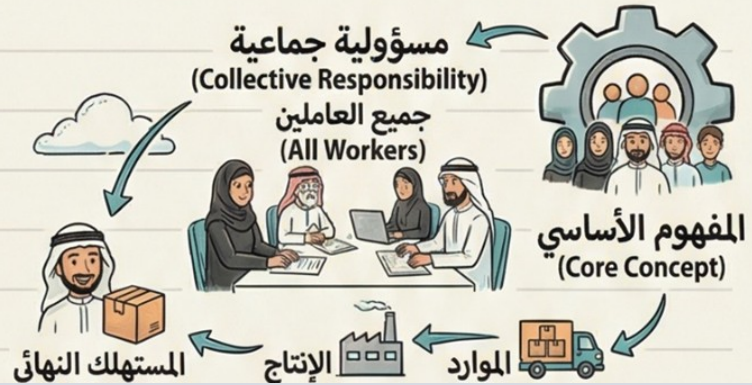 مسؤولية جماعية
(Collective Responsibility)
جميع العاملين
(All Workers)
المفهوم الأساسي
(Core Concept)
الموارد
الإنتاج
المستهلك النهائي